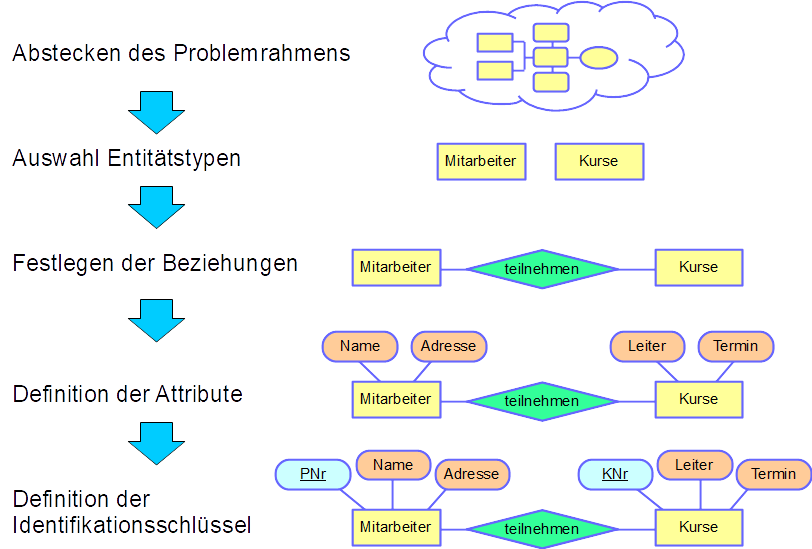 Abstecken des Problemrahmens
Auswahl Entitätstypen
Mitarbeiter
Kurse
Festlegen der Beziehungen
Mitarbeiter
teilnehmen
Kurse
Name
Adresse
Leiter
Termin
Definition der Attribute
Mitarbeiter
teilnehmen
Kurse
PNr
Name
Adresse
KNr
Leiter
Termin
Definition der
Identifikationsschlüssel
Mitarbeiter
teilnehmen
Kurse